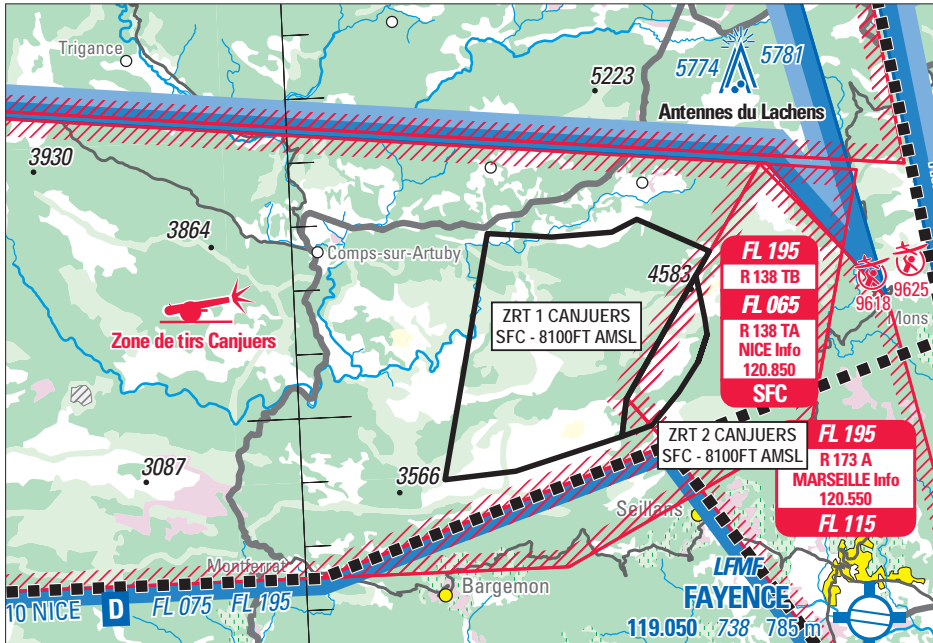 Trigance
5774
5781
5223
Antennes du Lachens
3930
3864
Comps-sur-Artuby
4583
FL 195
R 138 TB
FL 065
R 138 TA
NICE Info
120.850
SFC
9618
9625
Mons
Zone de tirs Canjuers
ZRT 1 CANJUERS
SFC - 8100FT AMSL
ZRT 2 CANJUERS
SFC - 8100FT AMSL
FL 195
R 173 A
MARSEILLE Info
120.550
FL 115
3087
3566
Seillans
Montferrat
Bargemon
LFMF
FAYENCE
119.050 738 785 m
10 NICE D FL 075 FL 195